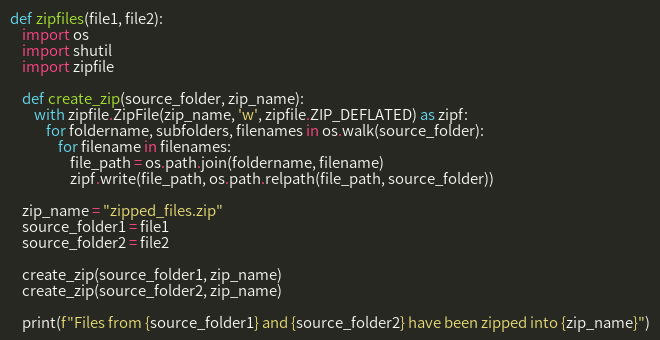 def zipfiles(file1, file2):
    import os
    import shutil
    import zipfile

    def create_zip(source_folder, zip_name):
        with zipfile.ZipFile(zip_name, 'w', zipfile.ZIP_DEFLATED) as zipf:
            for foldername, subfolders, filenames in os.walk(source_folder):
                for filename in filenames:
                    file_path = os.path.join(foldername, filename)
                    zipf.write(file_path, os.path.relpath(file_path, source_folder))

    zip_name = "zipped_files.zip"
    source_folder1 = file1
    source_folder2 = file2

    create_zip(source_folder1, zip_name)
    create_zip(source_folder2, zip_name)

    print(f"Files from {source_folder1} and {source_folder2} have been zipped into {zip_name}")